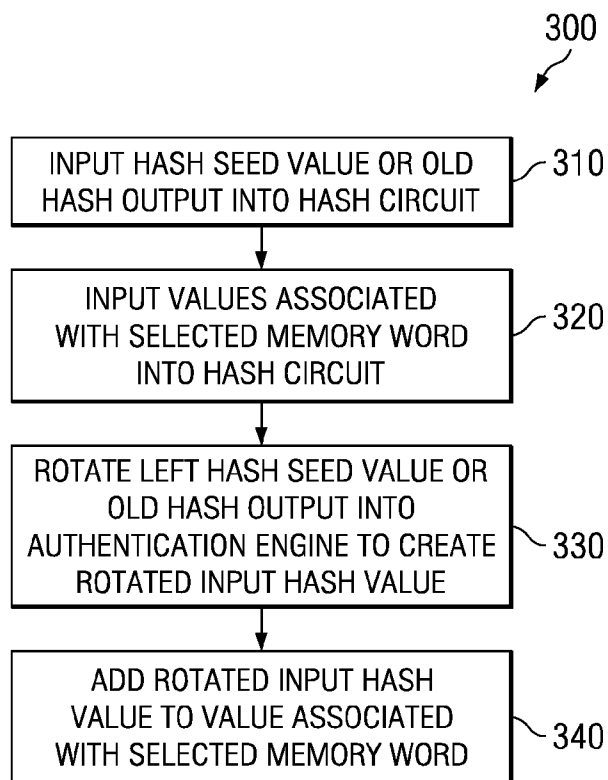 300
INPUT HASH SEED VALUE OR OLD
HASH OUTPUT INTO HASH CIRCUIT
310
INPUT VALUES ASSOCIATED
WITH SELECTED MEMORY WORD
INTO HASH CIRCUIT
320
ROTATE LEFT HASH SEED VALUE OR
OLD HASH OUTPUT INTO
AUTHENTICATION ENGINE TO CREATE
ROTATED INPUT HASH VALUE
330
ADD ROTATED INPUT HASH
VALUE TO VALUE ASSOCIATED
WITH SELECTED MEMORY WORD
340